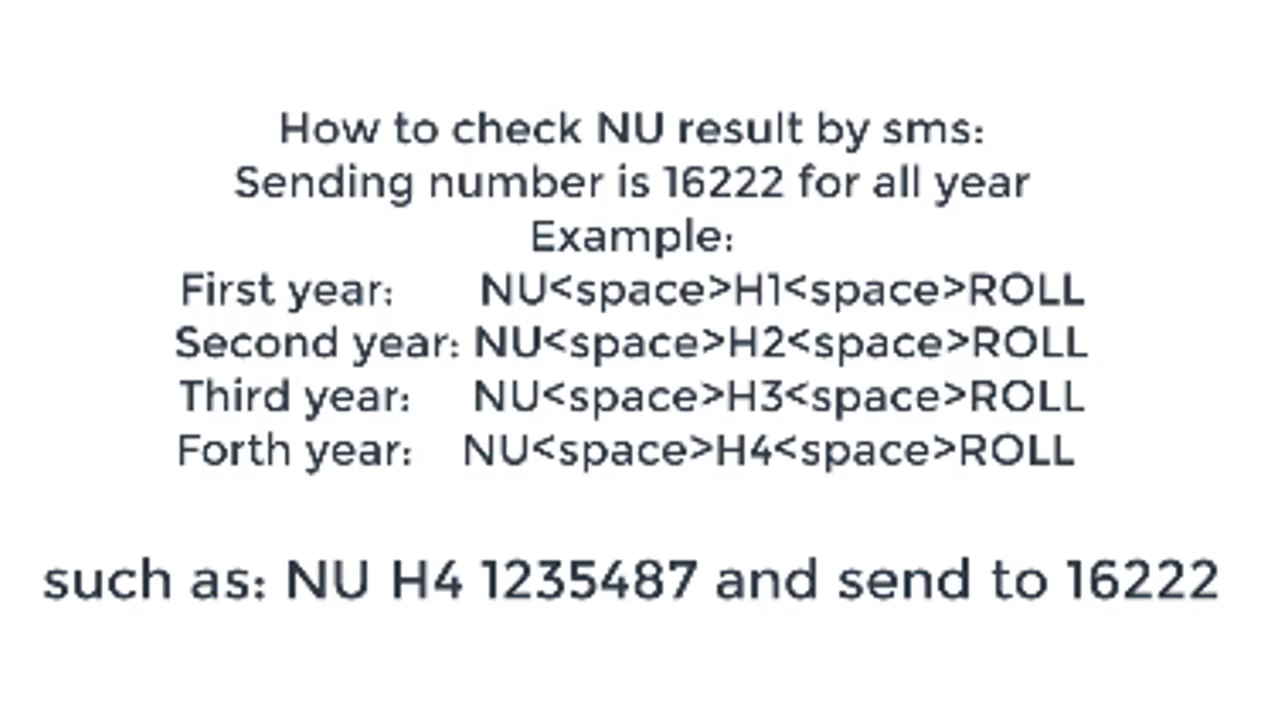 How to check NU result by sms:
Sending number is 16222 for all year
Example:
First year: NU<space>H1<space>ROLL
Second year: NU<space>H2<space>ROLL
Third year: NU<space>H3<space>ROLL
Forth year: NU<space>H4<space>ROLL
such as: NU H4 1235487 and send to 16222